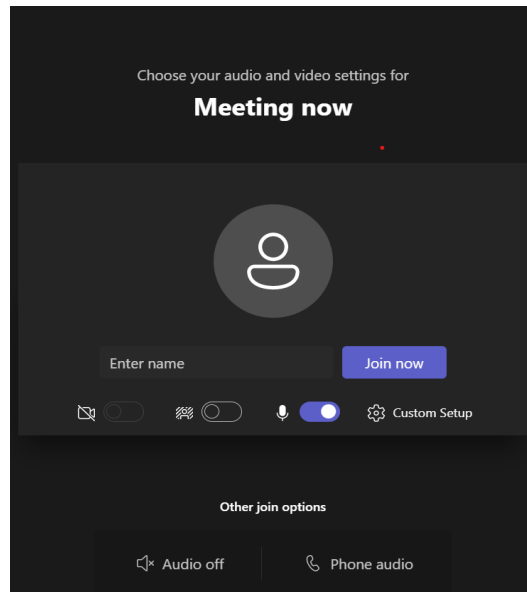 Choose your audio and video settings for
Meeting now
Enter name
Join now
Custom Setup
Other join options
Audio off
Phone audio